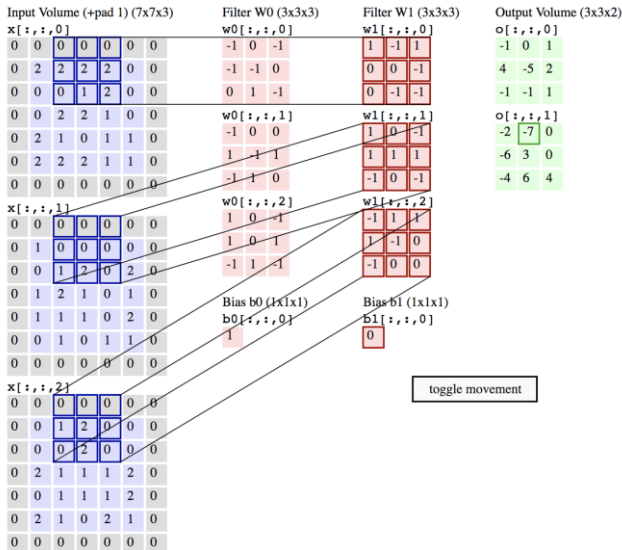 Input Volume (+pad 1) (7x7x3)
x[:,:,0]
0 0 0 0 0 0 0
0 2 2 2 2 0 0
0 0 0 1 2 0 0
0 0 2 2 1 0 0
0 2 1 0 1 1 0
0 2 2 2 1 1 0
0 0 0 0 0 0 0
x[:,:,1]
0 0 0 0 0 0 0
0 1 0 0 0 0 0
0 0 1 2 0 2 0
0 1 2 1 0 1 0
0 1 1 1 0 2 0
0 0 1 0 1 1 0
0 0 0 0 0 0 0
x[:,:,2]
0 0 0 0 0 0 0
0 0 1 2 0 0 0
0 0 0 2 0 0 0
0 2 1 1 1 2 0
0 0 1 1 1 2 0
0 2 1 0 2 1 0
0 0 0 0 0 0 0
Filter W0 (3x3x3)
w0[:,:,0]
-1 0 -1
-1 -1 0
0 1 -1
w0[:,:,1]
-1 0 0
1 -1 1
-1 1 0
w0[:,:,2]
1 0 -1
1 0 1
-1 1 -1
Bias b0 (1x1x1)
b0[:,:,0]
1
Filter W1 (3x3x3)
w1[:,:,0]
1 -1 1
0 0 -1
0 -1 -1
w1[:,:,1]
1 0 -1
1 1 1
-1 0 -1
w1[:,:,2]
-1 1 1
1 -1 0
-1 0 0
Bias b1 (1x1x1)
b1[:,:,0]
0
Output Volume (3x3x2)
o[:,:,0]
-1 0 1
4 -5 2
-1 -1 1
o[:,:,1]
-2 -7 0
-6 3 0
-4 6 4
toggle movement